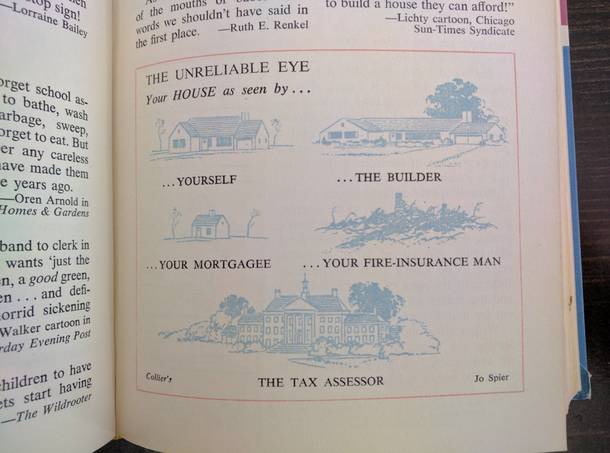 stop sign!
—Lorraine Bailey
orget school as-
to bathe, wash
arbage, sweep,
orget to eat. But
er any careless
have made them
e years ago.
—Oren Arnold in
Homes & Gardens
band to clerk in
wants 'just the
n, a good green,
en . . . and defi-
orrid sickening
Walker cartoon in
rday Evening Post
children to have
ets start having
—The Wildrooter
of the mouths of
words we shouldn't have said in
the first place. —Ruth E. Renkel
to build a house they can afford!"
—Lichty cartoon, Chicago
Sun-Times Syndicate
THE UNRELIABLE EYE
Your HOUSE as seen by . . .
. . . YOURSELF
. . . THE BUILDER
. . . YOUR MORTGAGEE
. . . YOUR FIRE-INSURANCE MAN
THE TAX ASSESSOR
Collier's
Jo Spier